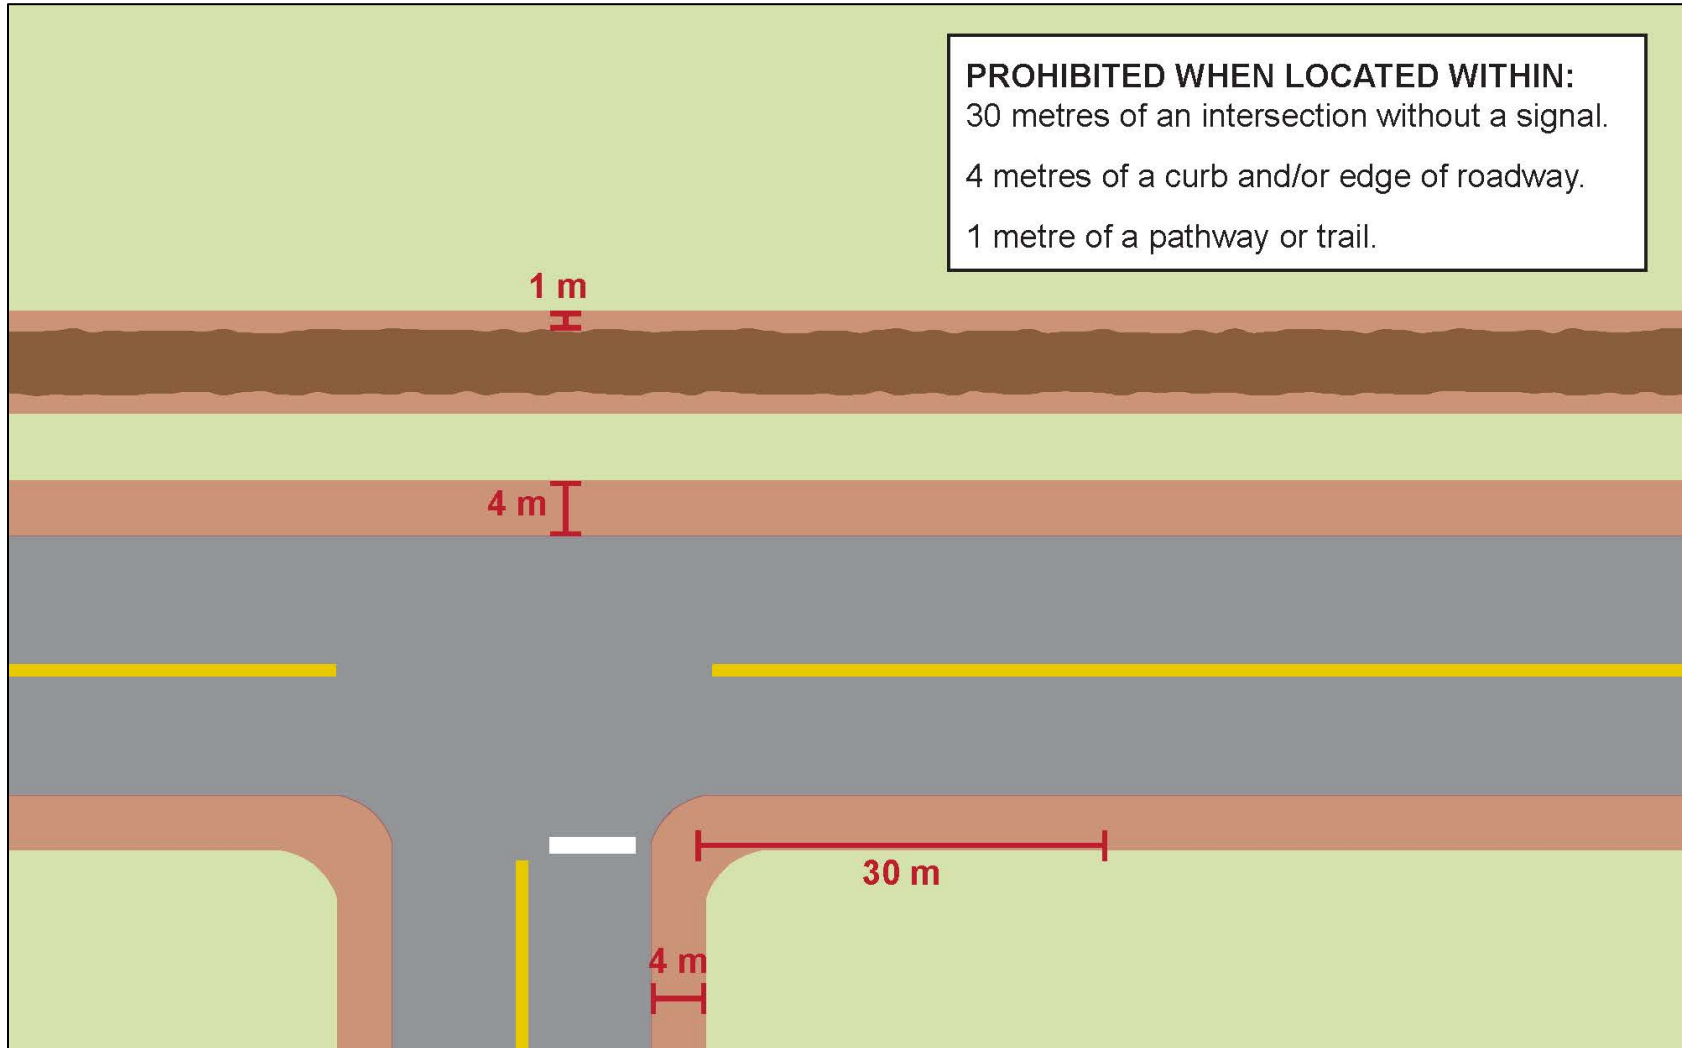 PROHIBITED WHEN LOCATED WITHIN:
30 metres of an intersection without a signal.
4 metres of a curb and/or edge of roadway.
1 metre of a pathway or trail.
1 m
4 m
30 m
4 m